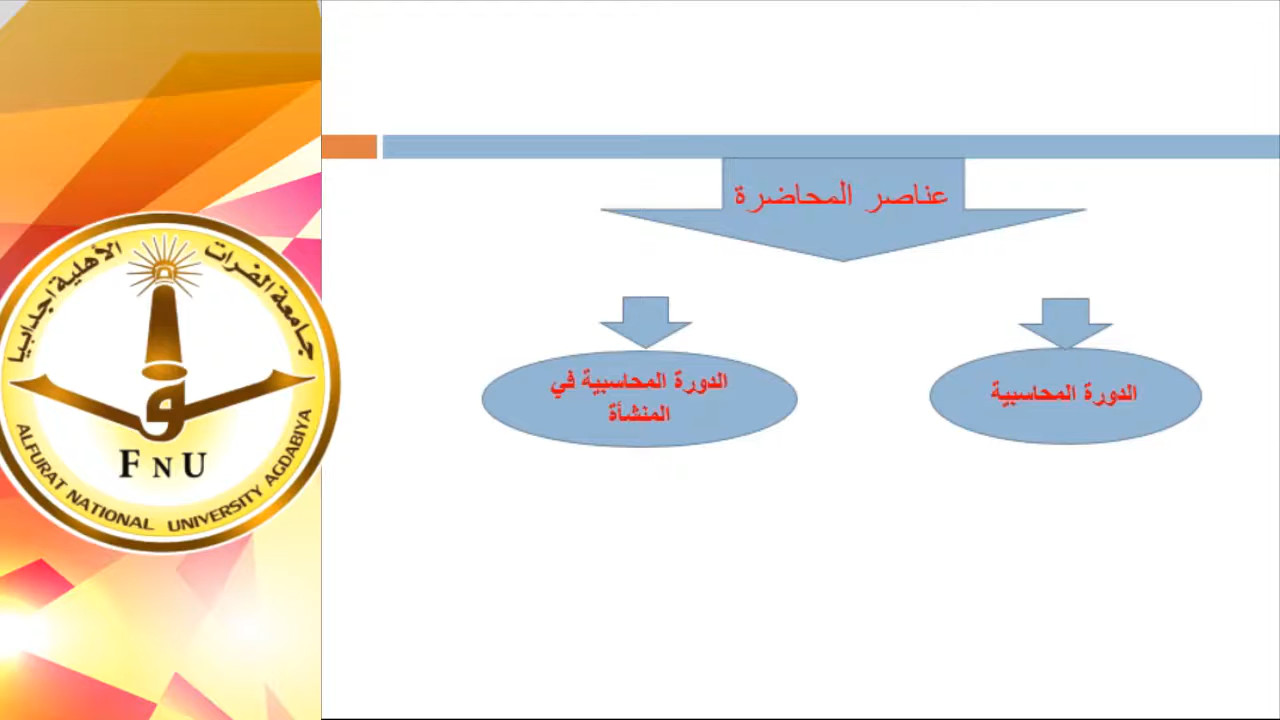 عناصر المحاضرة
الدورة المحاسبية
الدورة المحاسبية في
المنشأة
جامعة الفرات الأهلية اجدابيا
FNU
ALFURAT NATIONAL UNIVERSITY AGDABIYA